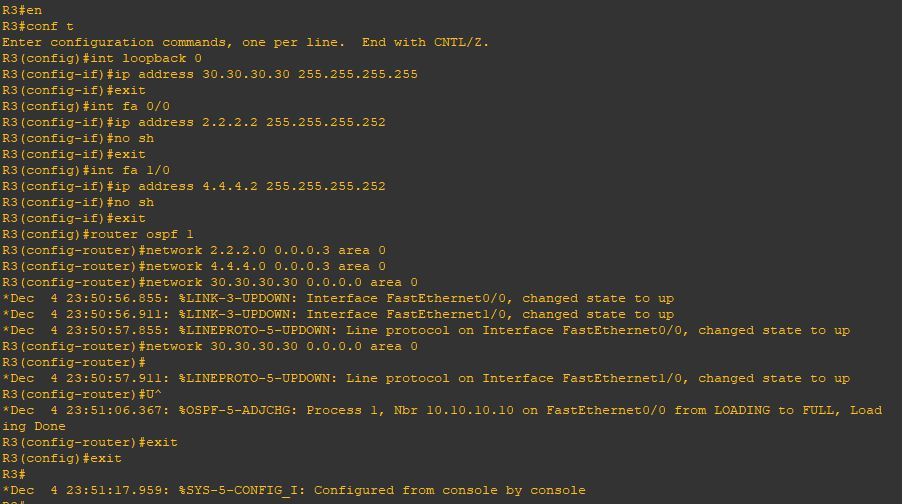 R3#en
R3#conf t
Enter configuration commands, one per line.  End with CNTL/Z.
R3(config)#int loopback 0
R3(config-if)#ip address 30.30.30.30 255.255.255.255
R3(config-if)#exit
R3(config)#int fa 0/0
R3(config-if)#ip address 2.2.2.2 255.255.255.252
R3(config-if)#no sh
R3(config-if)#exit
R3(config)#int fa 1/0
R3(config-if)#ip address 4.4.4.2 255.255.255.252
R3(config-if)#no sh
R3(config-if)#exit
R3(config)#router ospf 1
R3(config-router)#network 2.2.2.0 0.0.0.3 area 0
R3(config-router)#network 4.4.4.0 0.0.0.3 area 0
R3(config-router)#network 30.30.30.30 0.0.0.0 area 0
*Dec  4 23:50:56.855: %LINK-3-UPDOWN: Interface FastEthernet0/0, changed state to up
*Dec  4 23:50:56.911: %LINK-3-UPDOWN: Interface FastEthernet1/0, changed state to up
*Dec  4 23:50:57.855: %LINEPROTO-5-UPDOWN: Line protocol on Interface FastEthernet0/0, changed state to up
R3(config-router)#network 30.30.30.30 0.0.0.0 area 0
R3(config-router)#
*Dec  4 23:50:57.911: %LINEPROTO-5-UPDOWN: Line protocol on Interface FastEthernet1/0, changed state to up
R3(config-router)#U^
*Dec  4 23:51:06.367: %OSPF-5-ADJCHG: Process 1, Nbr 10.10.10.10 on FastEthernet0/0 from LOADING to FULL, Load
ing Done
R3(config-router)#exit
R3(config)#exit
R3#
*Dec  4 23:51:17.959: %SYS-5-CONFIG_I: Configured from console by console